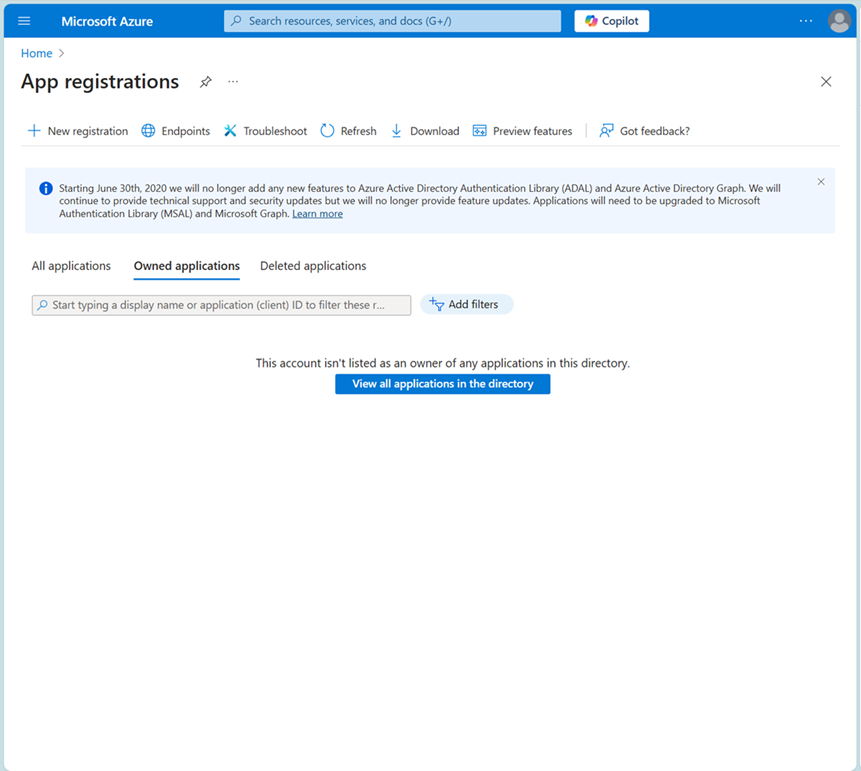 Microsoft Azure
Search resources, services, and docs (G+/)
Copilot
...
Home >
App registrations
...
New registration
Endpoints
Troubleshoot
Refresh
Download
Preview features
Got feedback?
Starting June 30th, 2020 we will no longer add any new features to Azure Active Directory Authentication Library (ADAL) and Azure Active Directory Graph. We will
continue to provide technical support and security updates but we will no longer provide feature updates. Applications will need to be upgraded to Microsoft
Authentication Library (MSAL) and Microsoft Graph. Learn more
All applications
Owned applications
Deleted applications
Start typing a display name or application (client) ID to filter these r...
Add filters
This account isn't listed as an owner of any applications in this directory.
View all applications in the directory